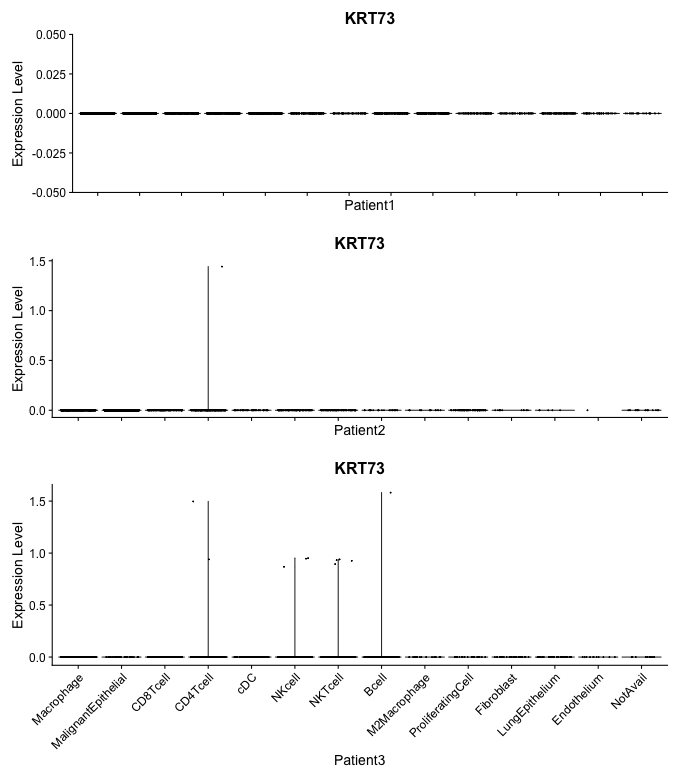 KRT73
0.050
0.025
0.000
-0.025
-0.050
Expression Level
Patient1
KRT73
1.5
1.0
0.5
0.0
Expression Level
Patient2
KRT73
1.5
1.0
0.5
0.0
Expression Level
Macrophage
MalignantEpithelial
CD8Tcell
CD4Tcell
cDC
NKcell
NKTcell
Bcell
M2Macrophage
ProliferatingCell
Fibroblast
LungEpithelium
Endothelium
NotAvail
Patient3